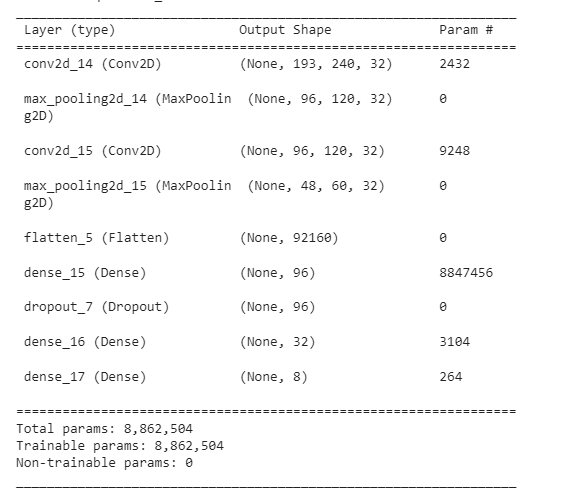 Layer (type) Output Shape Param #
conv2d_14 (Conv2D) (None, 193, 240, 32) 2432
max_pooling2d_14 (MaxPoolin (None, 96, 120, 32) 0
g2D)
conv2d_15 (Conv2D) (None, 96, 120, 32) 9248
max_pooling2d_15 (MaxPoolin (None, 48, 60, 32) 0
g2D)
flatten_5 (Flatten) (None, 92160) 0
dense_15 (Dense) (None, 96) 8847456
dropout_7 (Dropout) (None, 96) 0
dense_16 (Dense) (None, 32) 3104
dense_17 (Dense) (None, 8) 264
Total params: 8,862,504
Trainable params: 8,862,504
Non-trainable params: 0